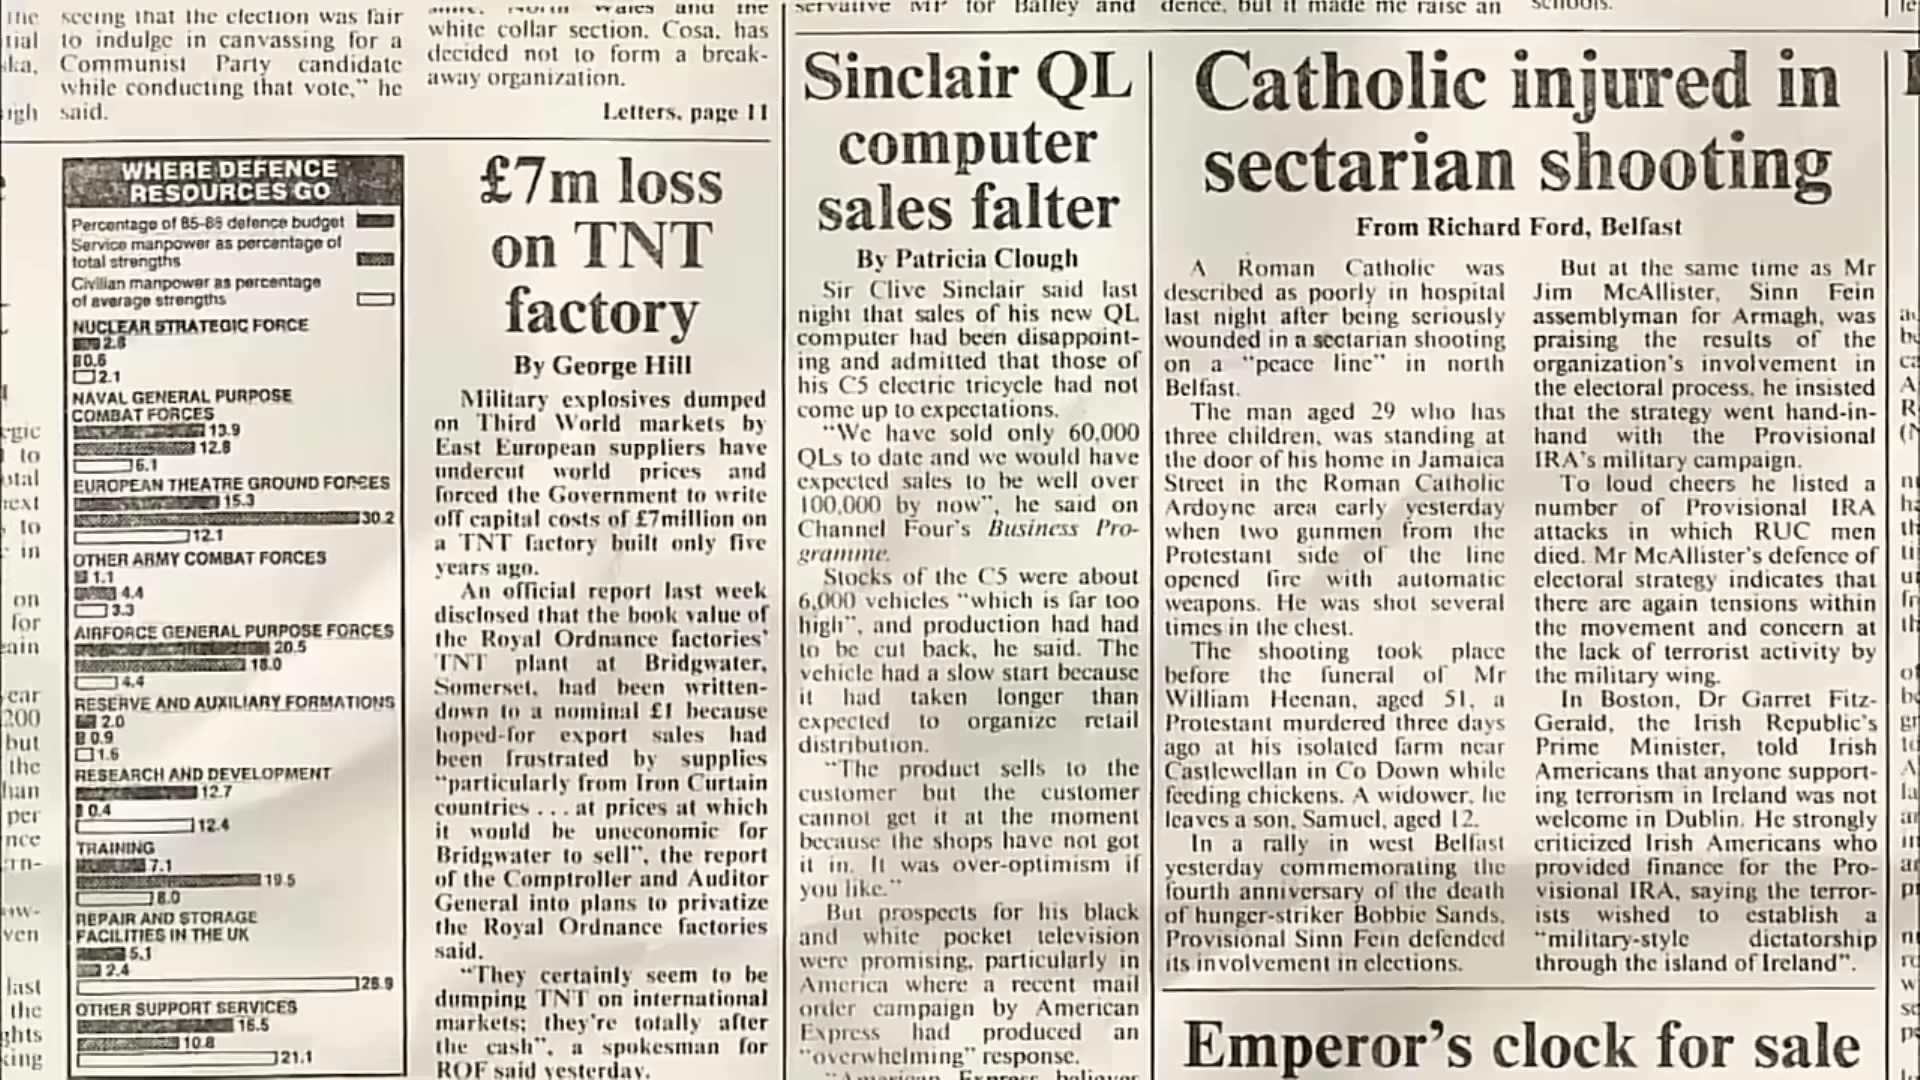 seeing that the election was fair
to indulge in canvassing for a
Communist Party candidate
while conducting that vote," he
said.
the
tial
ska,
igh
white collar section, Cosa, has
decided not to form a break-
away organization.
Letters, page 11
WHERE DEFENCE
RESOURCES GO
Percentage of 85-86 defence budget
Service manpower as percentage of
total strengths
Civilian manpower as percentage
of average strengths
NUCLEAR STRATEGIC FORCE
2.8
0.6
2.1
NAVAL GENERAL PURPOSE
COMBAT FORCES
13.9
12.8
6.1
EUROPEAN THEATRE GROUND FORCES
15.3
30.2
12.1
OTHER ARMY COMBAT FORCES
1.1
4.4
3.3
AIRFORCE GENERAL PURPOSE FORCES
20.5
18.0
4.4
RESERVE AND AUXILIARY FORMATIONS
2.0
0.9
1.6
RESEARCH AND DEVELOPMENT
12.7
0.4
12.4
TRAINING
7.1
19.5
8.0
REPAIR AND STORAGE
FACILITIES IN THE UK
5.1
2.4
28.9
OTHER SUPPORT SERVICES
16.5
10.8
21.1
£7m loss
on TNT
factory
By George Hill
Military explosives dumped
on Third World markets by
East European suppliers have
undercut world prices and
forced the Government to write
off capital costs of £7million on
a TNT factory built only five
years ago.
An official report last week
disclosed that the book value of
the Royal Ordnance factories'
TNT plant at Bridgwater,
Somerset, had been written-
down to a nominal £1 because
hoped-for export sales had
been frustrated by supplies
"particularly from Iron Curtain
countries . . . at prices at which
it would be uneconomic for
Bridgwater to sell", the report
of the Comptroller and Auditor
General into plans to privatize
the Royal Ordnance factories
said.
"They certainly seem to be
dumping TNT on international
markets; they're totally after
the cash", a spokesman for
ROF said yesterday.
servative MP for Batley and
Sinclair QL
computer
sales falter
By Patricia Clough
Sir Clive Sinclair said last
night that sales of his new QL
computer had been disappoint-
ing and admitted that those of
his C5 electric tricycle had not
come up to expectations.
"We have sold only 60,000
QLs to date and we would have
expected sales to be well over
100,000 by now", he said on
Channel Four's Business Pro-
gramme.
Stocks of the C5 were about
6,000 vehicles "which is far too
high", and production had had
to be cut back, he said. The
vehicle had a slow start because
it had taken longer than
expected to organize retail
distribution.
"The product sells to the
customer but the customer
cannot get it at the moment
because the shops have not got
it in. It was over-optimism if
you like."
But prospects for his black
and white pocket television
were promising, particularly in
America where a recent mail
order campaign by American
Express had produced an
"overwhelming" response.
"American Express believer
dence, but it made me raise an
schools.
Catholic injured in
sectarian shooting
From Richard Ford, Belfast
A Roman Catholic was
described as poorly in hospital
last night after being seriously
wounded in a sectarian shooting
on a "peace line" in north
Belfast.
The man aged 29 who has
three children, was standing at
the door of his home in Jamaica
Street in the Roman Catholic
Ardoyne area early yesterday
when two gunmen from the
Protestant side of the line
opened fire with automatic
weapons. He was shot several
times in the chest.
The shooting took place
before the funeral of Mr
William Heenan, aged 51, a
Protestant murdered three days
ago at his isolated farm near
Castlewellan in Co Down while
feeding chickens. A widower, he
leaves a son, Samuel, aged 12.
In a rally in west Belfast
yesterday commemorating the
fourth anniversary of the death
of hunger-striker Bobbie Sands,
Provisional Sinn Fein defended
its involvement in elections.
But at the same time as Mr
Jim McAllister, Sinn Fein
assemblyman for Armagh, was
praising the results of the
organization's involvement in
the electoral process, he insisted
that the strategy went hand-in-
hand with the Provisional
IRA's military campaign.
To loud cheers he listed a
number of Provisional IRA
attacks in which RUC men
died. Mr McAllister's defence of
electoral strategy indicates that
there are again tensions within
the movement and concern at
the lack of terrorist activity by
the military wing.
In Boston, Dr Garret Fitz-
Gerald, the Irish Republic's
Prime Minister, told Irish
Americans that anyone support-
ing terrorism in Ireland was not
welcome in Dublin. He strongly
criticized Irish Americans who
provided finance for the Pro-
visional IRA, saying the terror-
ists wished to establish a
"military-style dictatorship
through the island of Ireland".
Emperor's clock for sale